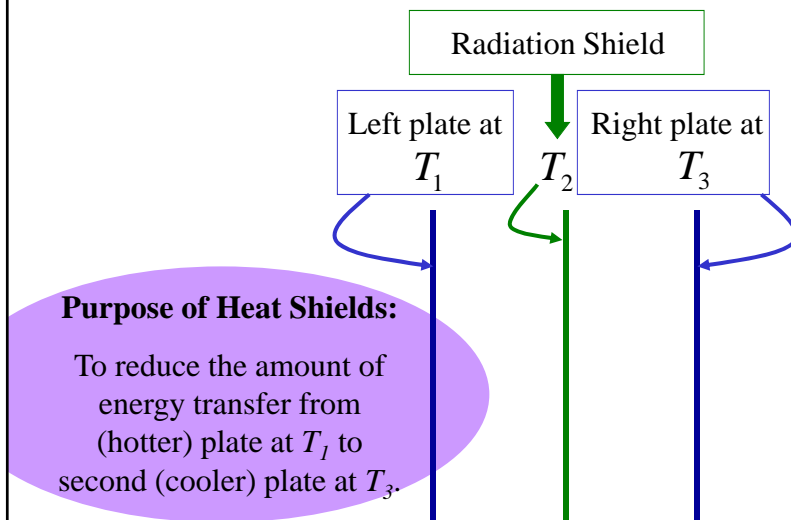 Radiation Shield
Left plate at
T₁
T₂
Right plate at
T₃
Purpose of Heat Shields:
To reduce the amount of
energy transfer from
(hotter) plate at T₁ to
second (cooler) plate at T₃.